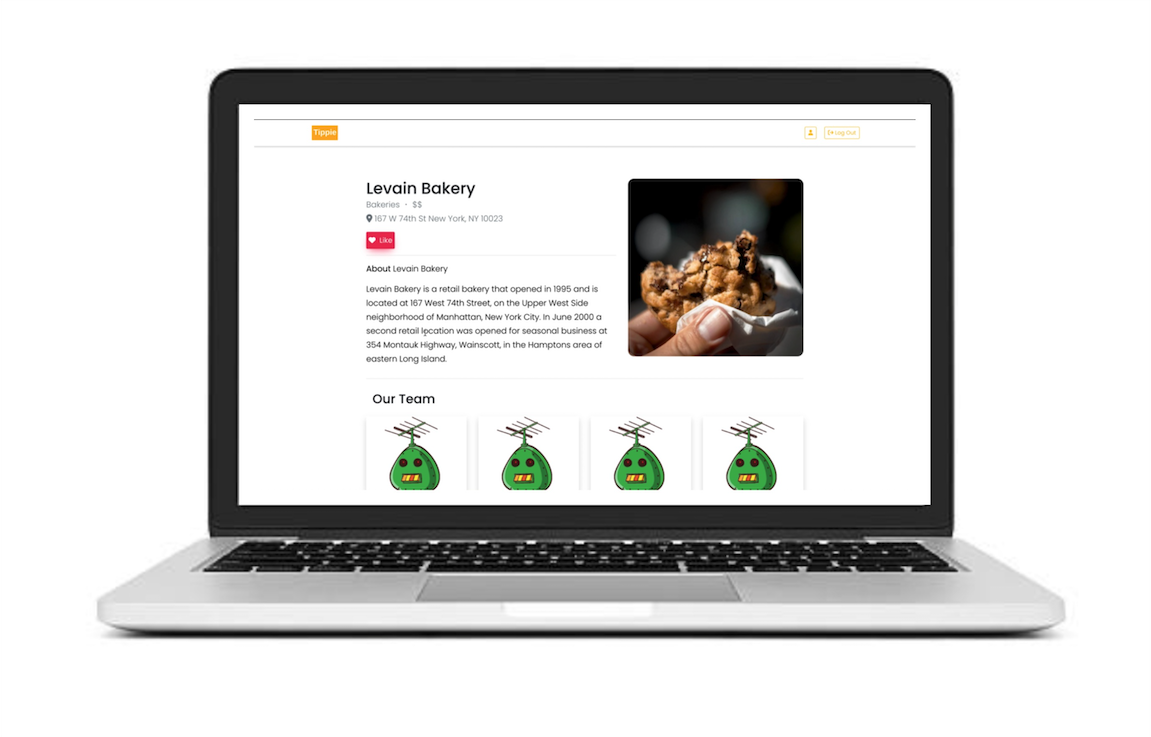 Tippie
Log Out
Levain Bakery
Bakeries · $$
167 W 74th St New York, NY 10023
Like
About Levain Bakery
Levain Bakery is a retail bakery that opened in 1995 and is
located at 167 West 74th Street, on the Upper West Side
neighborhood of Manhattan, New York City. In June 2000 a
second retail location was opened for seasonal business at
354 Montauk Highway, Wainscott, in the Hamptons area of
eastern Long Island.
Our Team